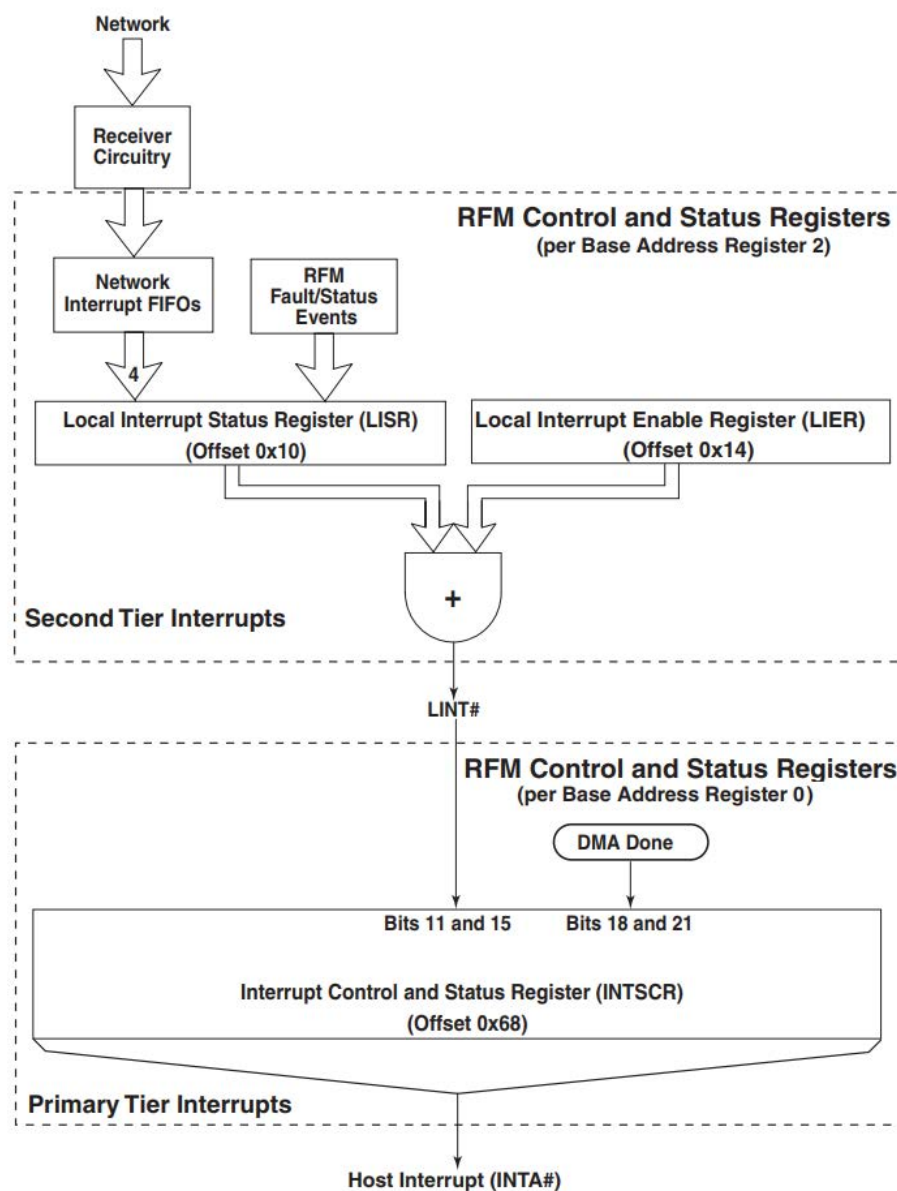 Network
Receiver
Circuitry
RFM Control and Status Registers
(per Base Address Register 2)
Network
Interrupt FIFOs
RFM
Fault/Status
Events
4
Local Interrupt Status Register (LISR)
(Offset 0x10)
Local Interrupt Enable Register (LIER)
(Offset 0x14)
+
Second Tier Interrupts
LINT#
RFM Control and Status Registers
(per Base Address Register 0)
DMA Done
Bits 11 and 15
Bits 18 and 21
Interrupt Control and Status Register (INTSCR)
(Offset 0x68)
Primary Tier Interrupts
Host Interrupt (INTA#)